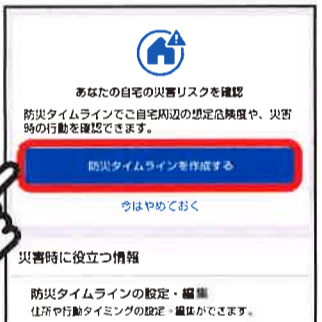 あなたの自宅の災害リスクを確認
防災タイムラインでご自宅周辺の想定危険度や、災害
時の行動を確認できます。
防災タイムラインを作成する
今はやめておく
災害時に役立つ情報
防災タイムラインの設定・編集
住所や行動タイミングの設定・編集ができます。